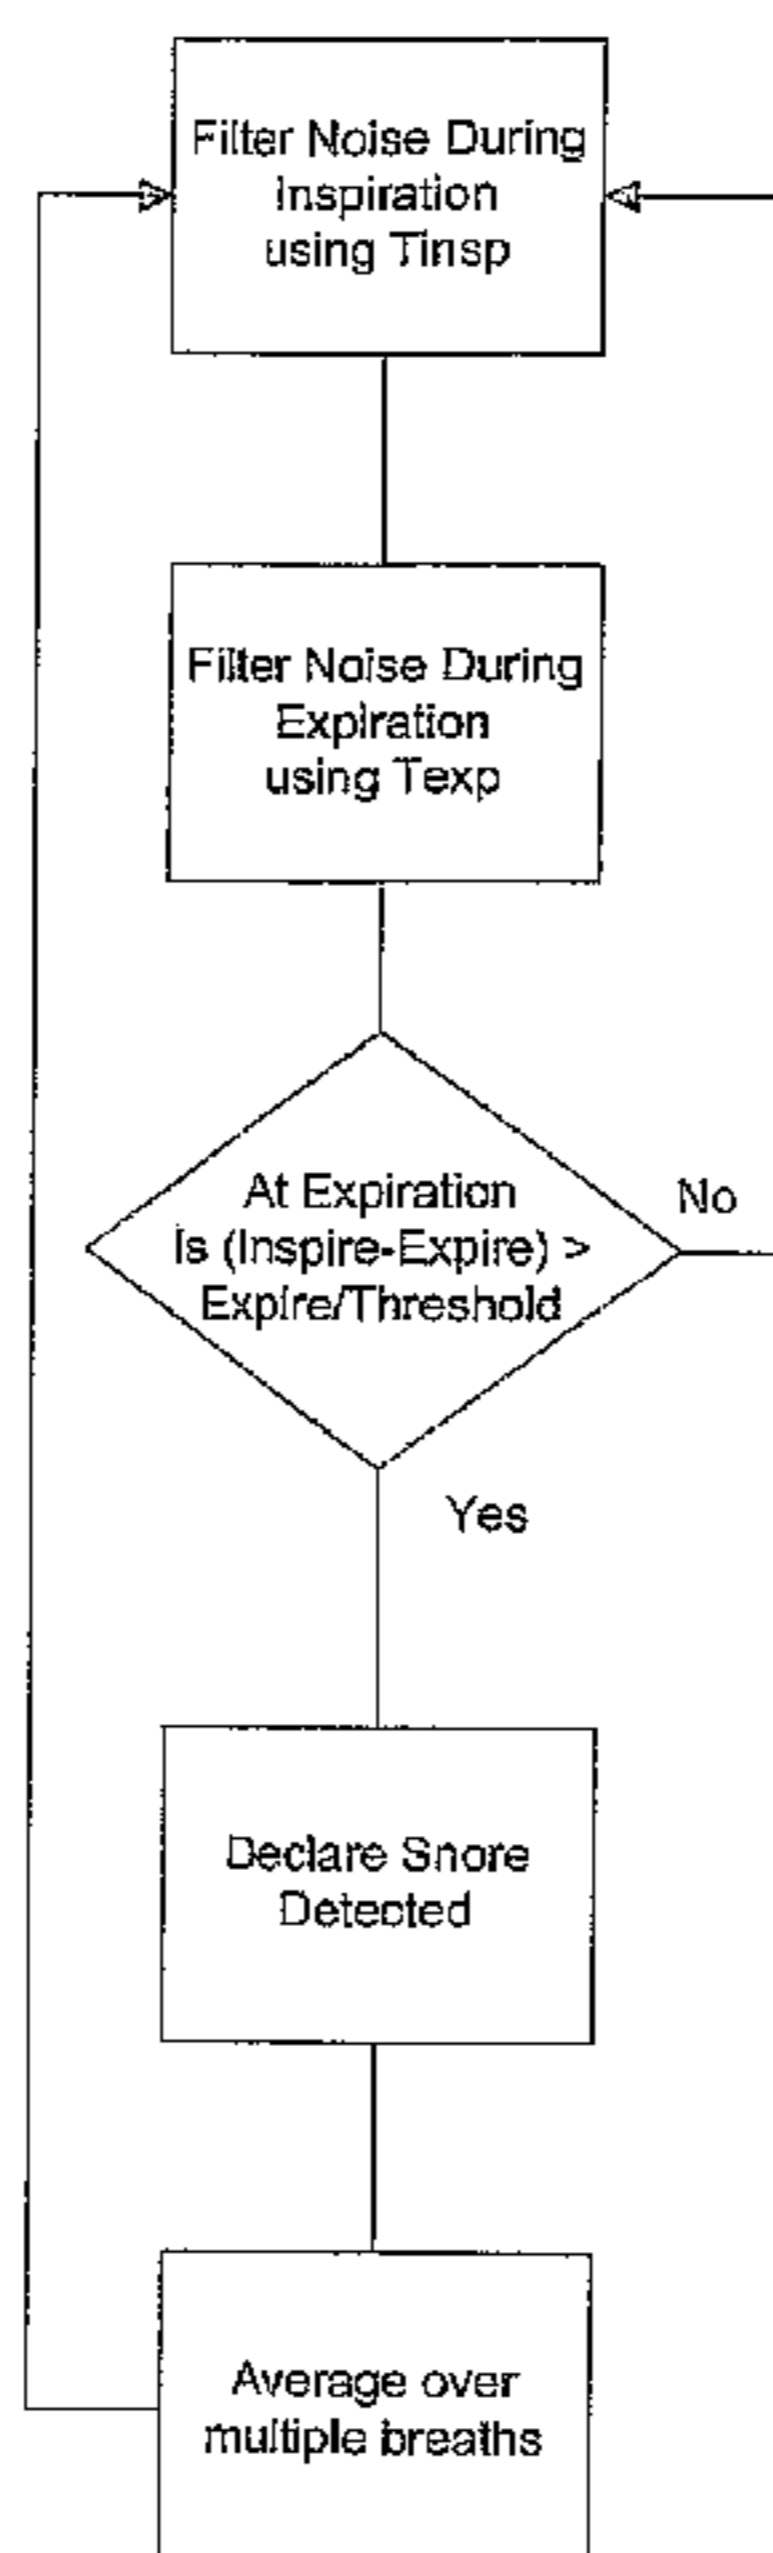 Filter Noise During
Inspiration
using Tinsp
Filter Noise During
Expiration
using Texp
At Expiration
Is (Inspire-Expire) >
Expire/Threshold
No
Yes
Declare Snore
Detected
Average over
multiple breaths